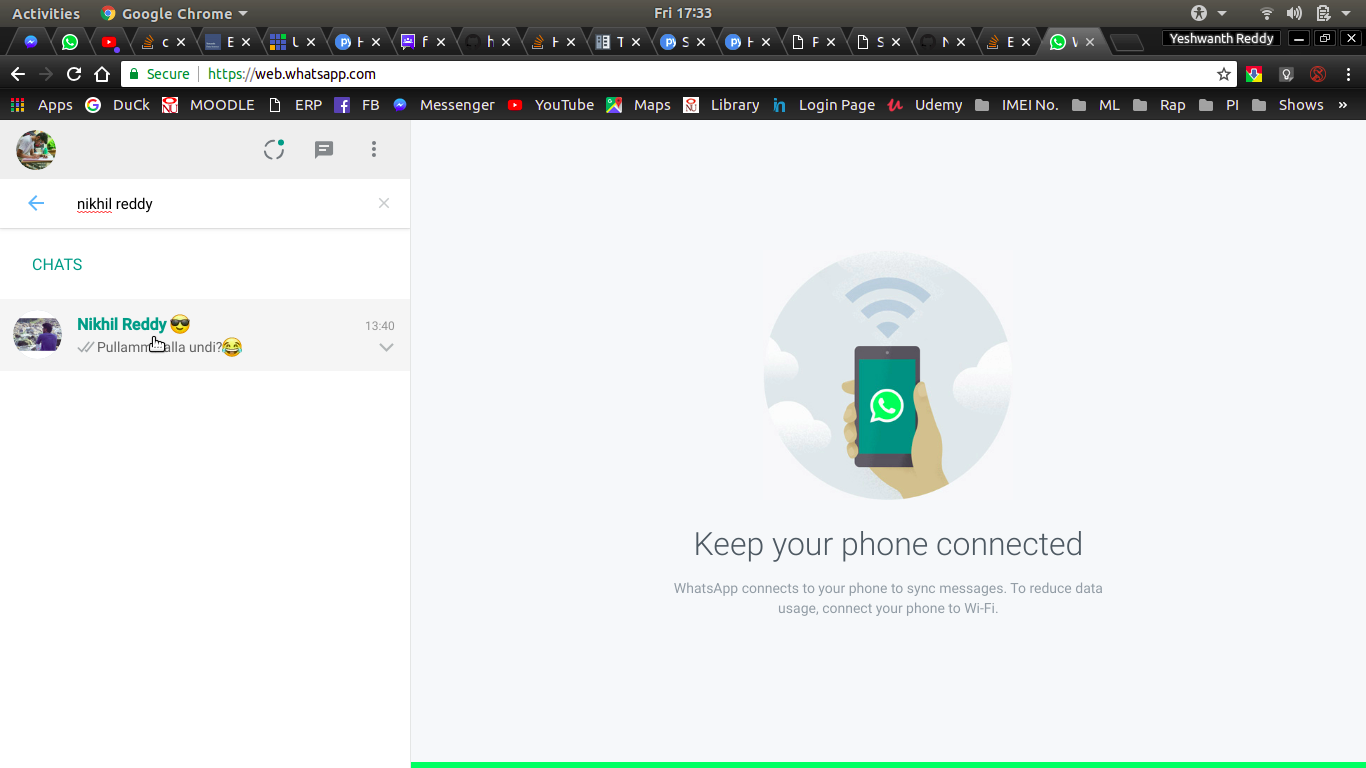 Activities Google Chrome Fri 17:33
c E U H f h H T S H F S N E
Yeshwanth Reddy
Secure https://web.whatsapp.com
Apps DuCk MOODLE ERP FB Messenger YouTube Maps Library Login Page Udemy IMEI No. ML Rap PI Shows »
nikhil reddy
CHATS
Nikhil Reddy 😎
13:40
alla undi?😂
Keep your phone connected
WhatsApp connects to your phone to sync messages. To reduce data
usage, connect your phone to Wi-Fi.